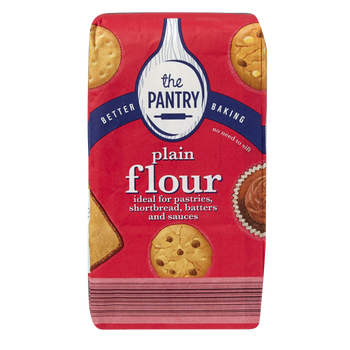 the
PANTRY
BETTER BAKING
no need to sift
plain
flour
ideal for pastries,
shortbread, batters
and sauces